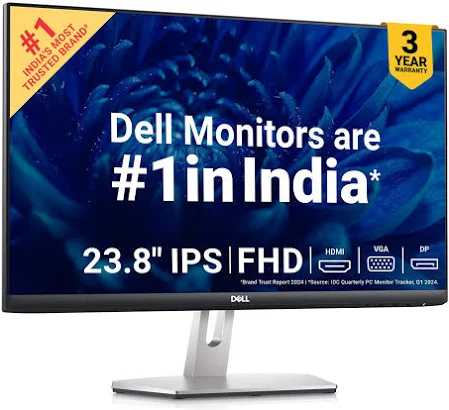 #1
INDIA'S MOST
TRUSTED BRAND*
3
YEAR
WARRANTY
Dell Monitors are
#1 in India*
23.8" IPS | FHD | HDMI | VGA | DP
*Brand Trust Report 2024 | *Source: IDC Quarterly PC Monitor Tracker, Q1 2024.
DELL